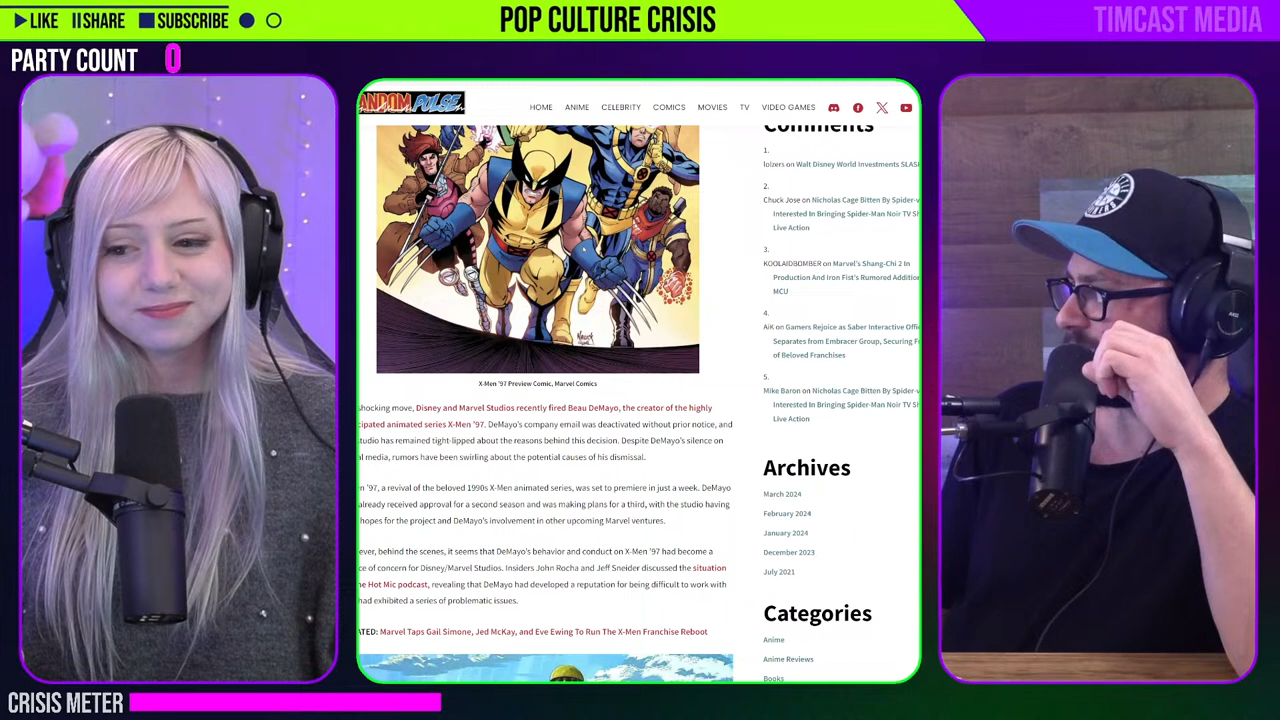 LIKE SHARE SUBSCRIBE
POP CULTURE CRISIS
TIMCAST MEDIA
PARTY COUNT 0
ANDOM PULSE
HOME ANIME CELEBRITY COMICS MOVIES TV VIDEO GAMES
X-Men '97 Preview Comic, Marvel Comics
shocking move, Disney and Marvel Studios recently fired Beau DeMayo, the creator of the highly
cipated animated series X-Men '97. DeMayo's company email was deactivated without prior notice, and
tudio has remained tight-lipped about the reasons behind this decision. Despite DeMayo's silence on
l media, rumors have been swirling about the potential causes of his dismissal.
n '97, a revival of the beloved 1990s X-Men animated series, was set to premiere in just a week. DeMayo
already received approval for a second season and was making plans for a third, with the studio having
hopes for the project and DeMayo's involvement in other upcoming Marvel ventures.
ever, behind the scenes, it seems that DeMayo's behavior and conduct on X-Men '97 had become a
ce of concern for Disney/Marvel Studios. Insiders John Rocha and Jeff Sneider discussed the situation
he Hot Mic podcast, revealing that DeMayo had developed a reputation for being difficult to work with
had exhibited a series of problematic issues.
ATED: Marvel Taps Gail Simone, Jed McKay, and Eve Ewing To Run The X-Men Franchise Reboot
Comments
1.
loizers on Walt Disney World Investments SLAS
2.
Chuck Jose on Nicholas Cage Bitten By Spider-v
Interested In Bringing Spider-Man Noir TV Sh
Live Action
3.
KOOLAIDBOMBER on Marvel's Shang-Chi 2 In
Production And Iron Fist's Rumored Addition
MCU
4.
AiK on Gamers Rejoice as Saber Interactive Offi
Separates from Embracer Group, Securing F
of Beloved Franchises
5.
Mike Baron on Nicholas Cage Bitten By Spider-v
Interested In Bringing Spider-Man Noir TV Sh
Live Action
Archives
March 2024
February 2024
January 2024
December 2023
July 2021
Categories
Anime
Anime Reviews
Books
CRISIS METER